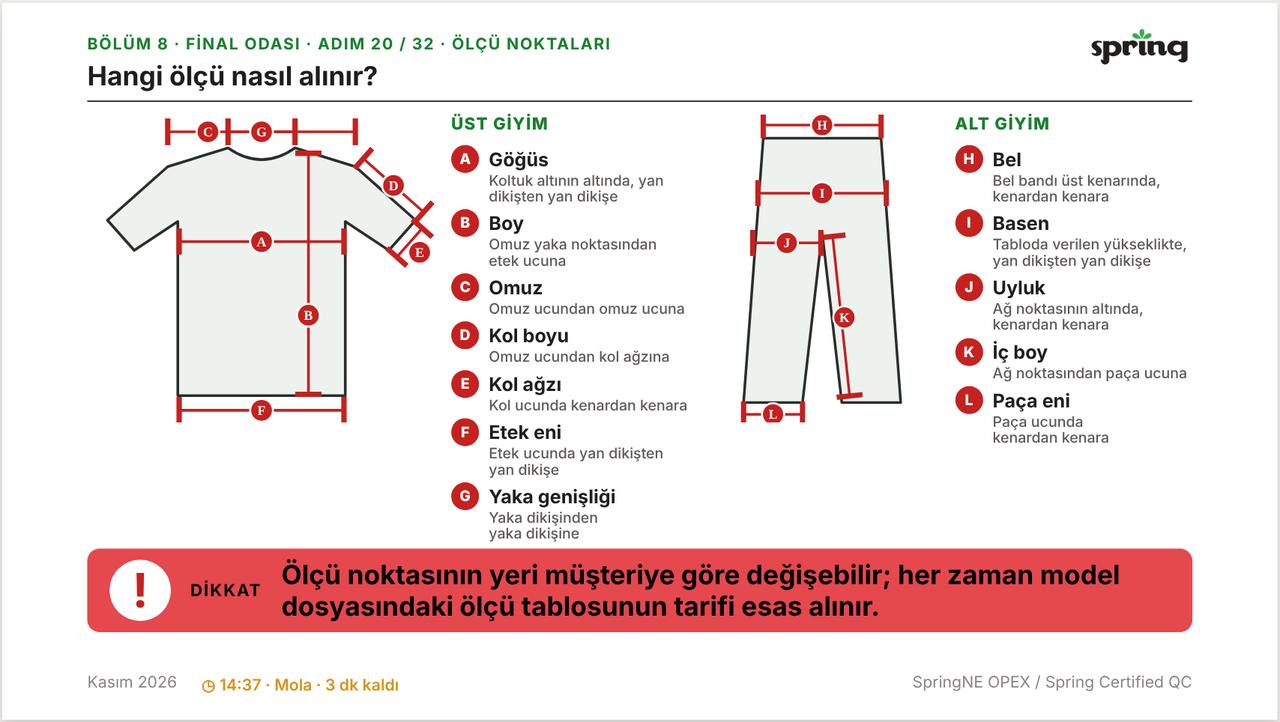 BÖLÜM 8 · FİNAL ODASI · ADIM 20 / 32 · ÖLÇÜ NOKTALARI
spring
Hangi ölçü nasıl alınır?
C G
D
A
E
B
F
ÜST GİYİM
A Göğüs
Koltuk altının altında, yan
dikişten yan dikişe
B Boy
Omuz yaka noktasından
etek ucuna
C Omuz
Omuz ucundan omuz ucuna
D Kol boyu
Omuz ucundan kol ağzına
E Kol ağzı
Kol ucunda kenardan kenara
F Etek eni
Etek ucunda yan dikişten
yan dikişe
G Yaka genişliği
Yaka dikişinden
yaka dikişine
H
I
J
K
L
ALT GİYİM
H Bel
Bel bandı üst kenarında,
kenardan kenara
I Basen
Tabloda verilen yükseklikte,
yan dikişten yan dikişe
J Uyluk
Ağ noktasının altında,
kenardan kenara
K İç boy
Ağ noktasından paça ucuna
L Paça eni
Paça ucunda
kenardan kenara
! DİKKAT
Ölçü noktasının yeri müşteriye göre değişebilir; her zaman model
dosyasındaki ölçü tablosunun tarifi esas alınır.
Kasım 2026
14:37 · Mola · 3 dk kaldı
SpringNE OPEX / Spring Certified QC